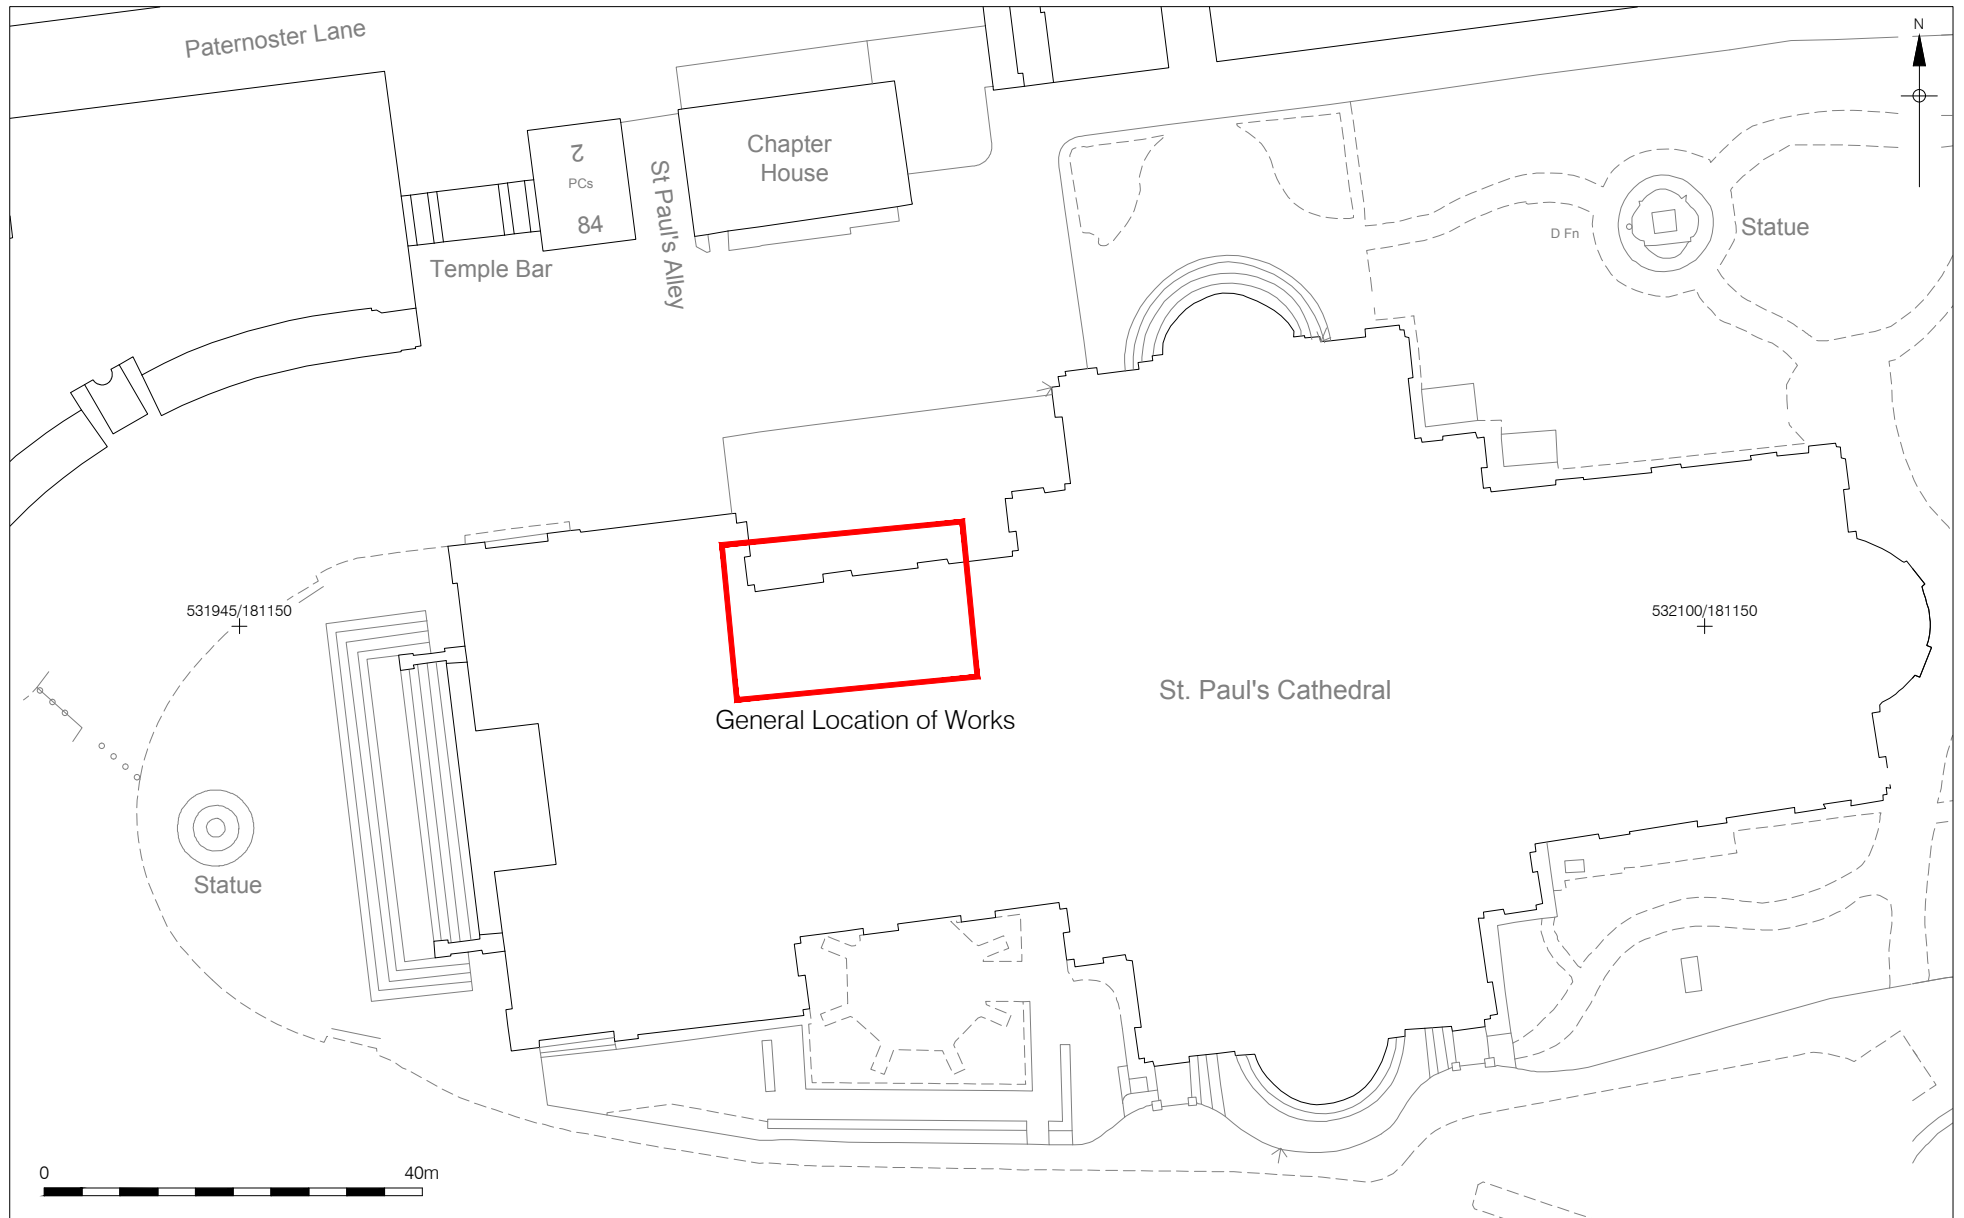 Paternoster Lane
N
Chapter
House
2
PCs
84
St Paul's Alley
Temple Bar
D Fn
Statue
531945/181150
532100/181150
St. Paul's Cathedral
General Location of Works
Statue
0
40m